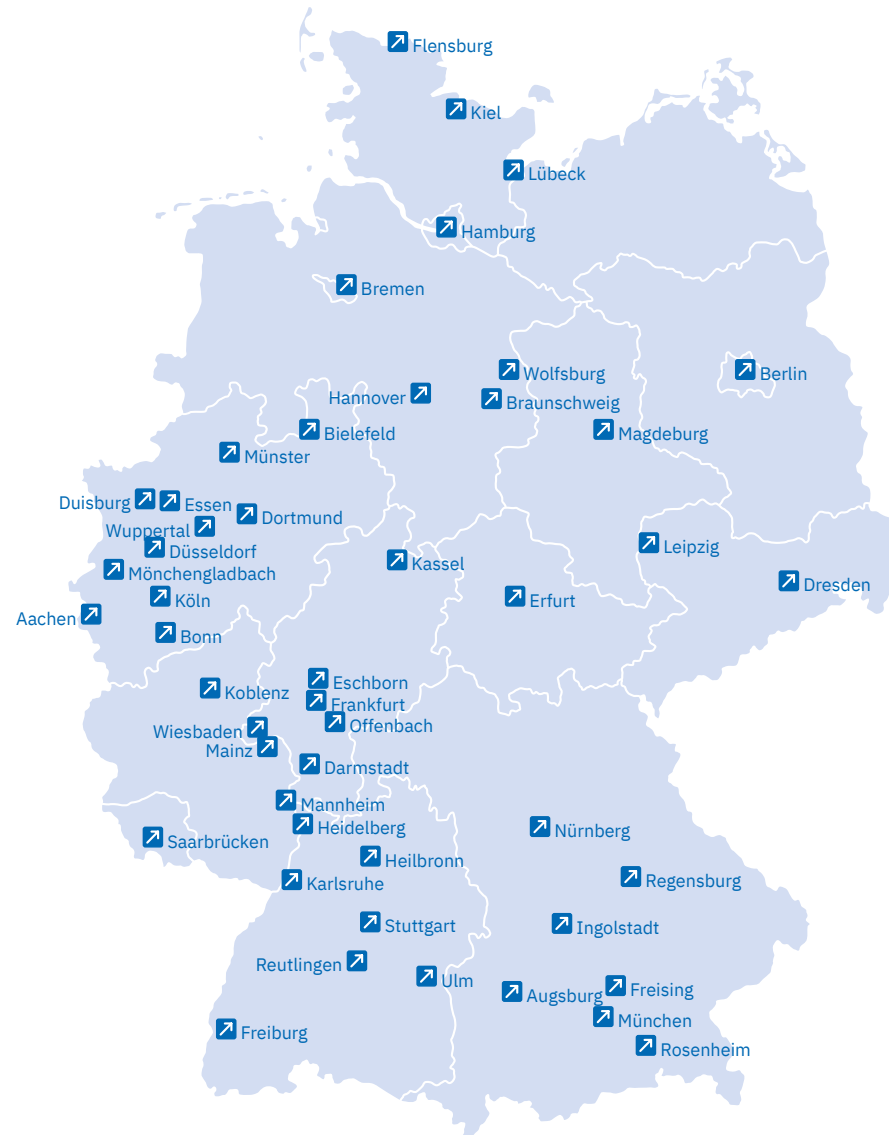 Flensburg
Kiel
Lübeck
Hamburg
Bremen
Wolfsburg
Berlin
Hannover
Braunschweig
Bielefeld
Magdeburg
Münster
Duisburg
Essen
Dortmund
Wuppertal
Düsseldorf
Leipzig
Kassel
Mönchengladbach
Dresden
Köln
Erfurt
Aachen
Bonn
Eschborn
Koblenz
Frankfurt
Offenbach
Wiesbaden
Mainz
Darmstadt
Mannheim
Heidelberg
Nürnberg
Saarbrücken
Heilbronn
Regensburg
Karlsruhe
Stuttgart
Ingolstadt
Reutlingen
Ulm
Freising
Augsburg
München
Freiburg
Rosenheim